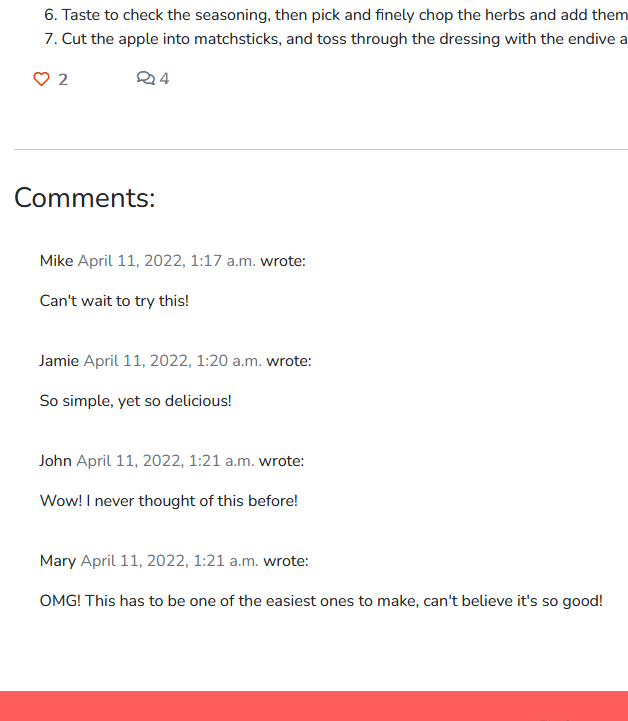 6. Taste to check the seasoning, then pick and finely chop the herbs and add them
7. Cut the apple into matchsticks, and toss through the dressing with the endive a
2 4
Comments:
Mike April 11, 2022, 1:17 a.m. wrote:
Can't wait to try this!
Jamie April 11, 2022, 1:20 a.m. wrote:
So simple, yet so delicious!
John April 11, 2022, 1:21 a.m. wrote:
Wow! I never thought of this before!
Mary April 11, 2022, 1:21 a.m. wrote:
OMG! This has to be one of the easiest ones to make, can't believe it's so good!